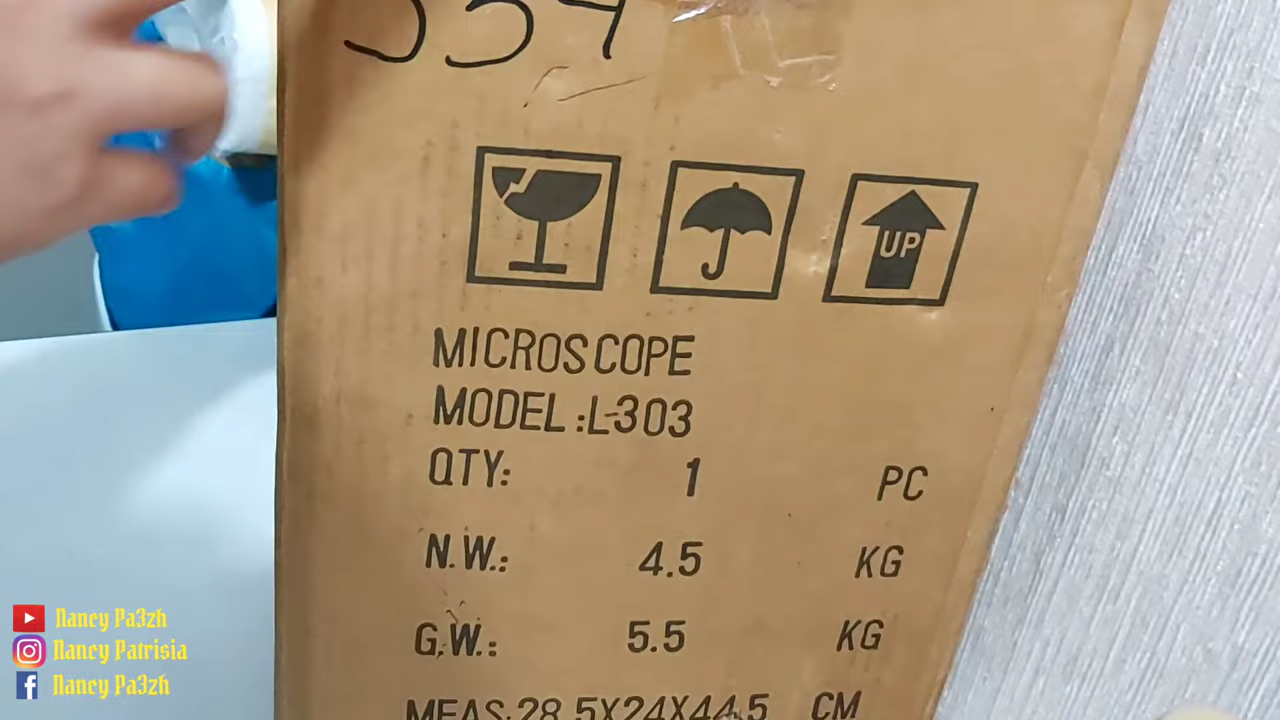 UP
MICROSCOPE
MODEL:L-303
QTY: 1 PC
N.W.: 4.5 KG
G.W.: 5.5 KG
MEAS:28.5X24X44.5 CM
Nancy Pa3zh
Nancy Patrisia
Nancy Pa3zh